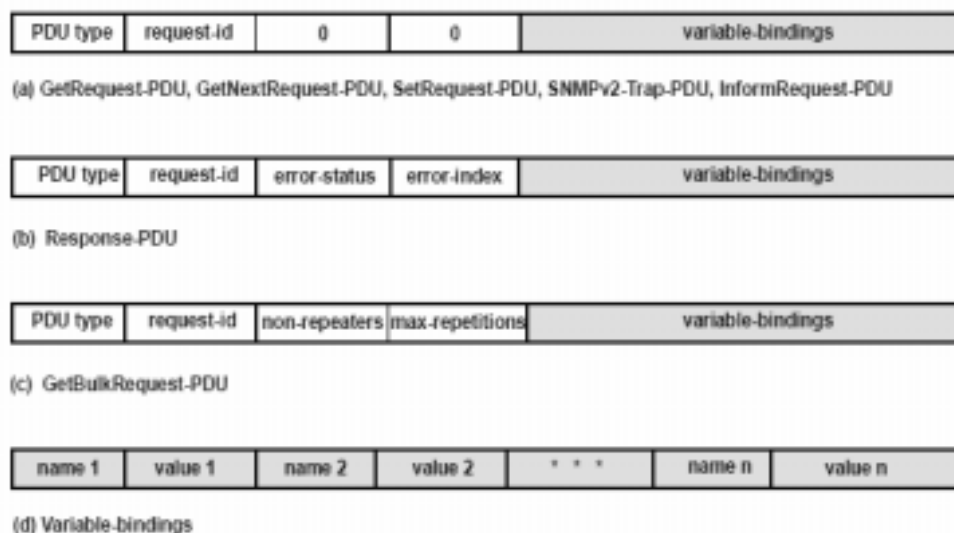 PDU type request-id 0 0 variable-bindings
(a) GetRequest-PDU, GetNextRequest-PDU, SetRequest-PDU, SNMPv2-Trap-PDU, InformRequest-PDU
PDU type request-id error-status error-index variable-bindings
(b) Response-PDU
PDU type request-id non-repeaters max-repetitions variable-bindings
(c) GetBulkRequest-PDU
name 1 value 1 name 2 value 2 * * * name n value n
(d) Variable-bindings